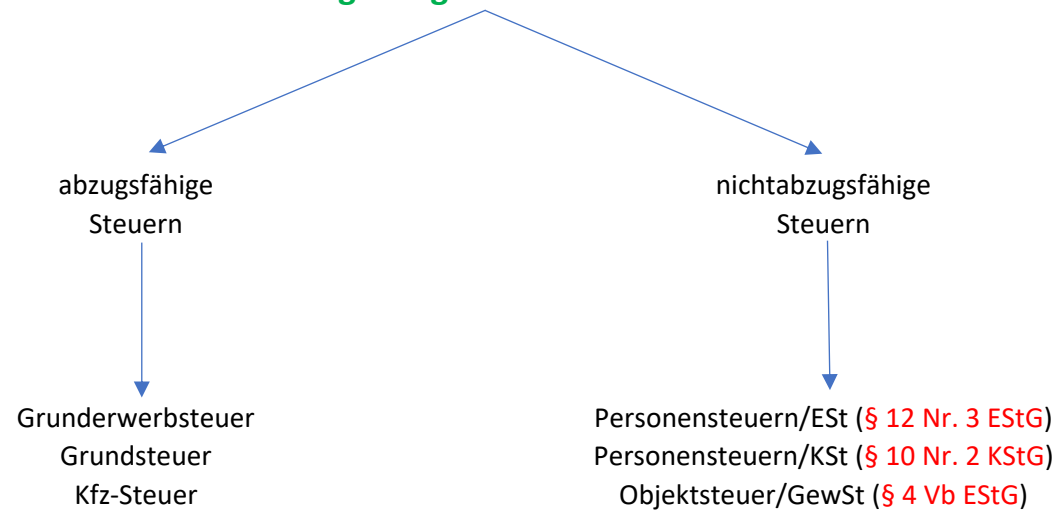 abzugsfähige
Steuern
nichtabzugsfähige
Steuern
Grunderwerbsteuer
Grundsteuer
Kfz-Steuer
Personensteuern/ESt (§ 12 Nr. 3 EStG)
Personensteuern/KSt (§ 10 Nr. 2 KStG)
Objektsteuer/GewSt (§ 4 Vb EStG)